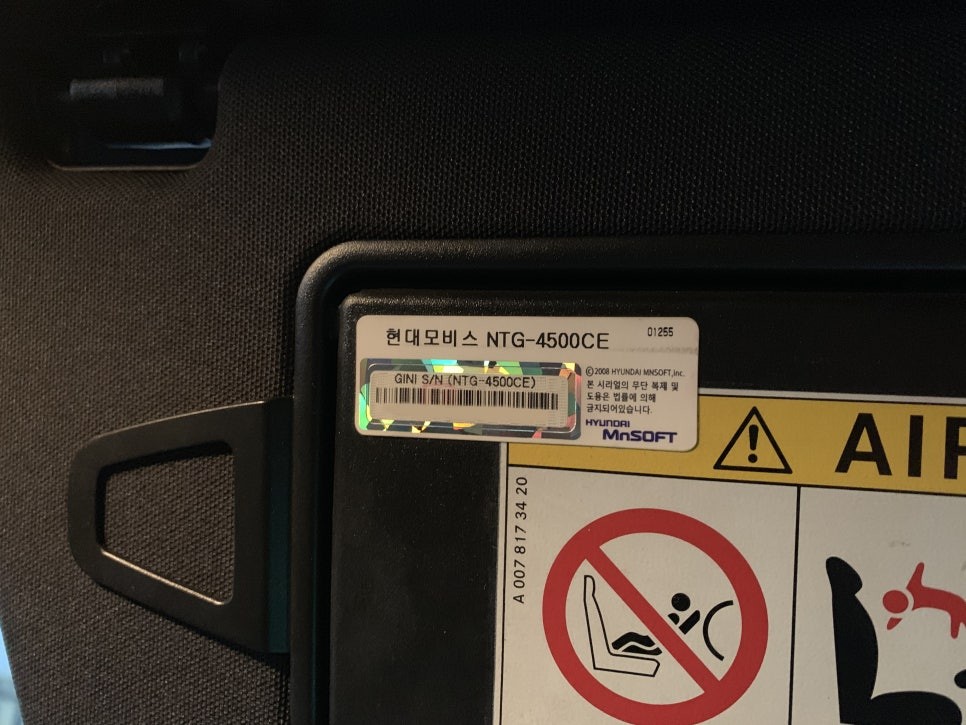 현대모비스 NTG-4500CE
01255
GINI S/N (NTG-4500CE)
©2008 HYUNDAI MNSOFT,Inc.
본 시리얼의 무단 복제 및
도용은 법률에 의해
금지되어있습니다.
HYUNDAI
MnSOFT
AIR
A 007 817 34 20